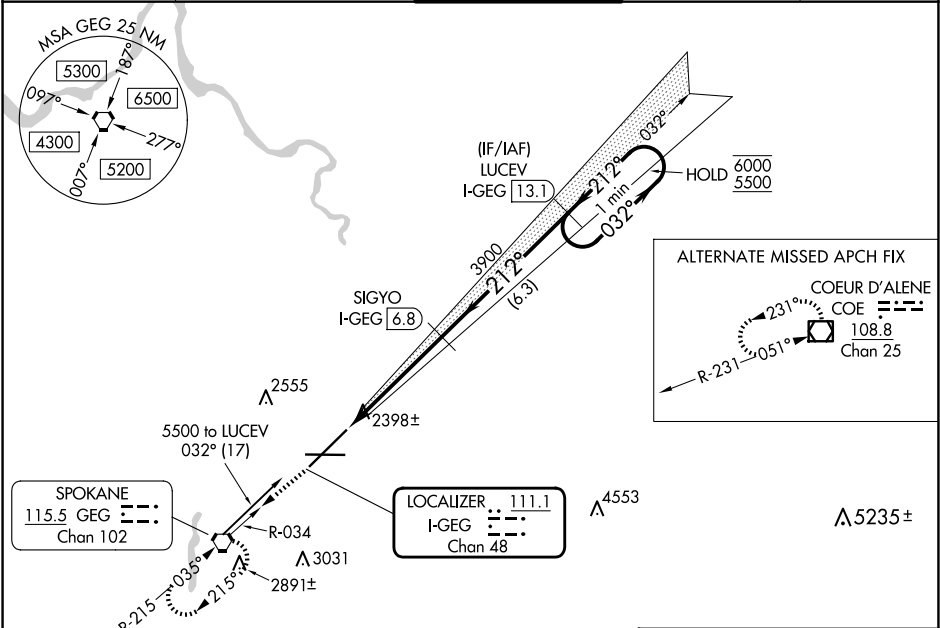 MSA GEG 25 NM
5300
187°
097°
6500
4300
277°
5200
007°
(IF/IAF)
LUCEV
I-GEG 13.1
032°
212°
1 min
032°
HOLD 6000
5500
3900
212°
(6.3)
SIGYO
I-GEG 6.8
ALTERNATE MISSED APCH FIX
COEUR D'ALENE
COE
108.8
Chan 25
231°
R-231
051°
2555
2398±
5500 to LUCEV
032° (17)
SPOKANE
115.5 GEG
Chan 102
R-034
LOCALIZER 111.1
I-GEG
Chan 48
4553
5235±
3031
2891±
035°
R-215
215°